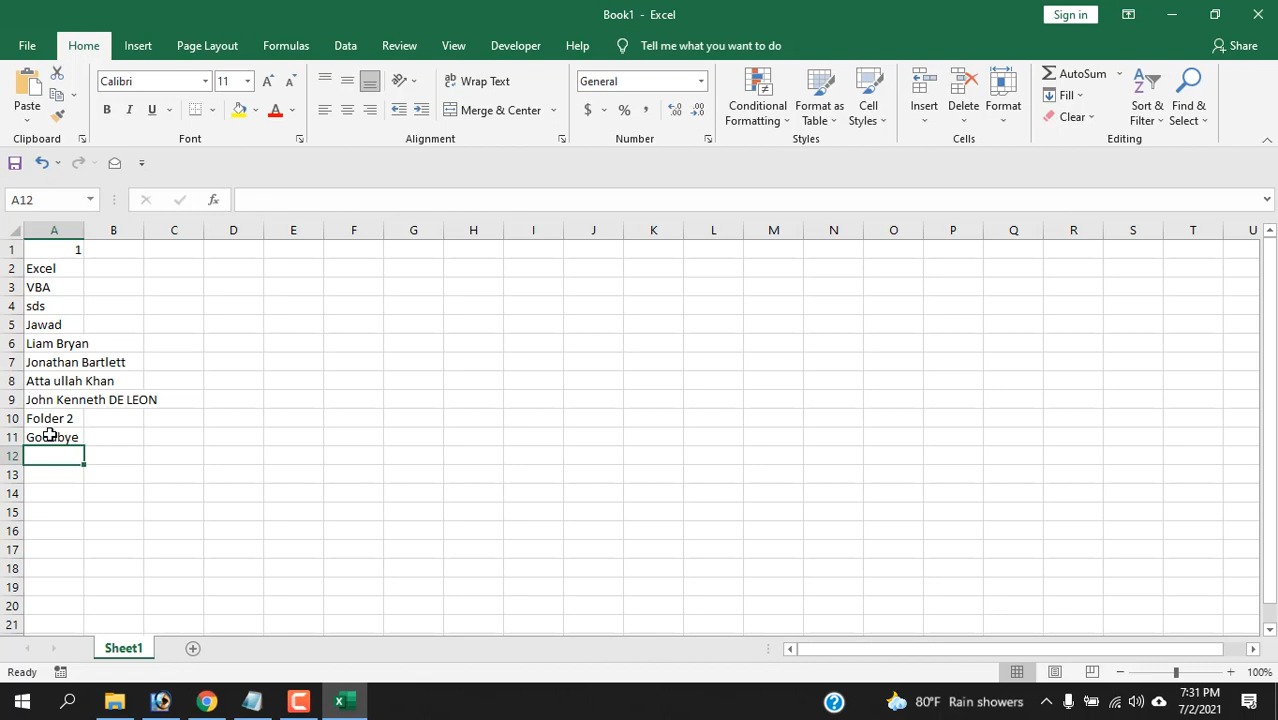 Book1 - Excel
Sign in
File Home Insert Page Layout Formulas Data Review View Developer Help Tell me what you want to do Share
Paste
Clipboard
Calibri 11
B I U
A
Font
Wrap Text
Merge & Center
Alignment
General
$ % ,
Number
Conditional Formatting
Format as Table
Cell Styles
Styles
Insert Delete Format
Cells
AutoSum
Fill
Clear
Sort & Filter
Find & Select
Editing
A12 fx
A B C D E F G H I J K L M N O P Q R S T U
1 1
2 Excel
3 VBA
4 sds
5 Jawad
6 Liam Bryan
7 Jonathan Bartlett
8 Atta ullah Khan
9 John Kenneth DE LEON
10 Folder 2
11 Goodbye
12
13
14
15
16
17
18
19
20
21
Sheet1
Ready 100%
80°F Rain showers
7:31 PM
7/2/2021